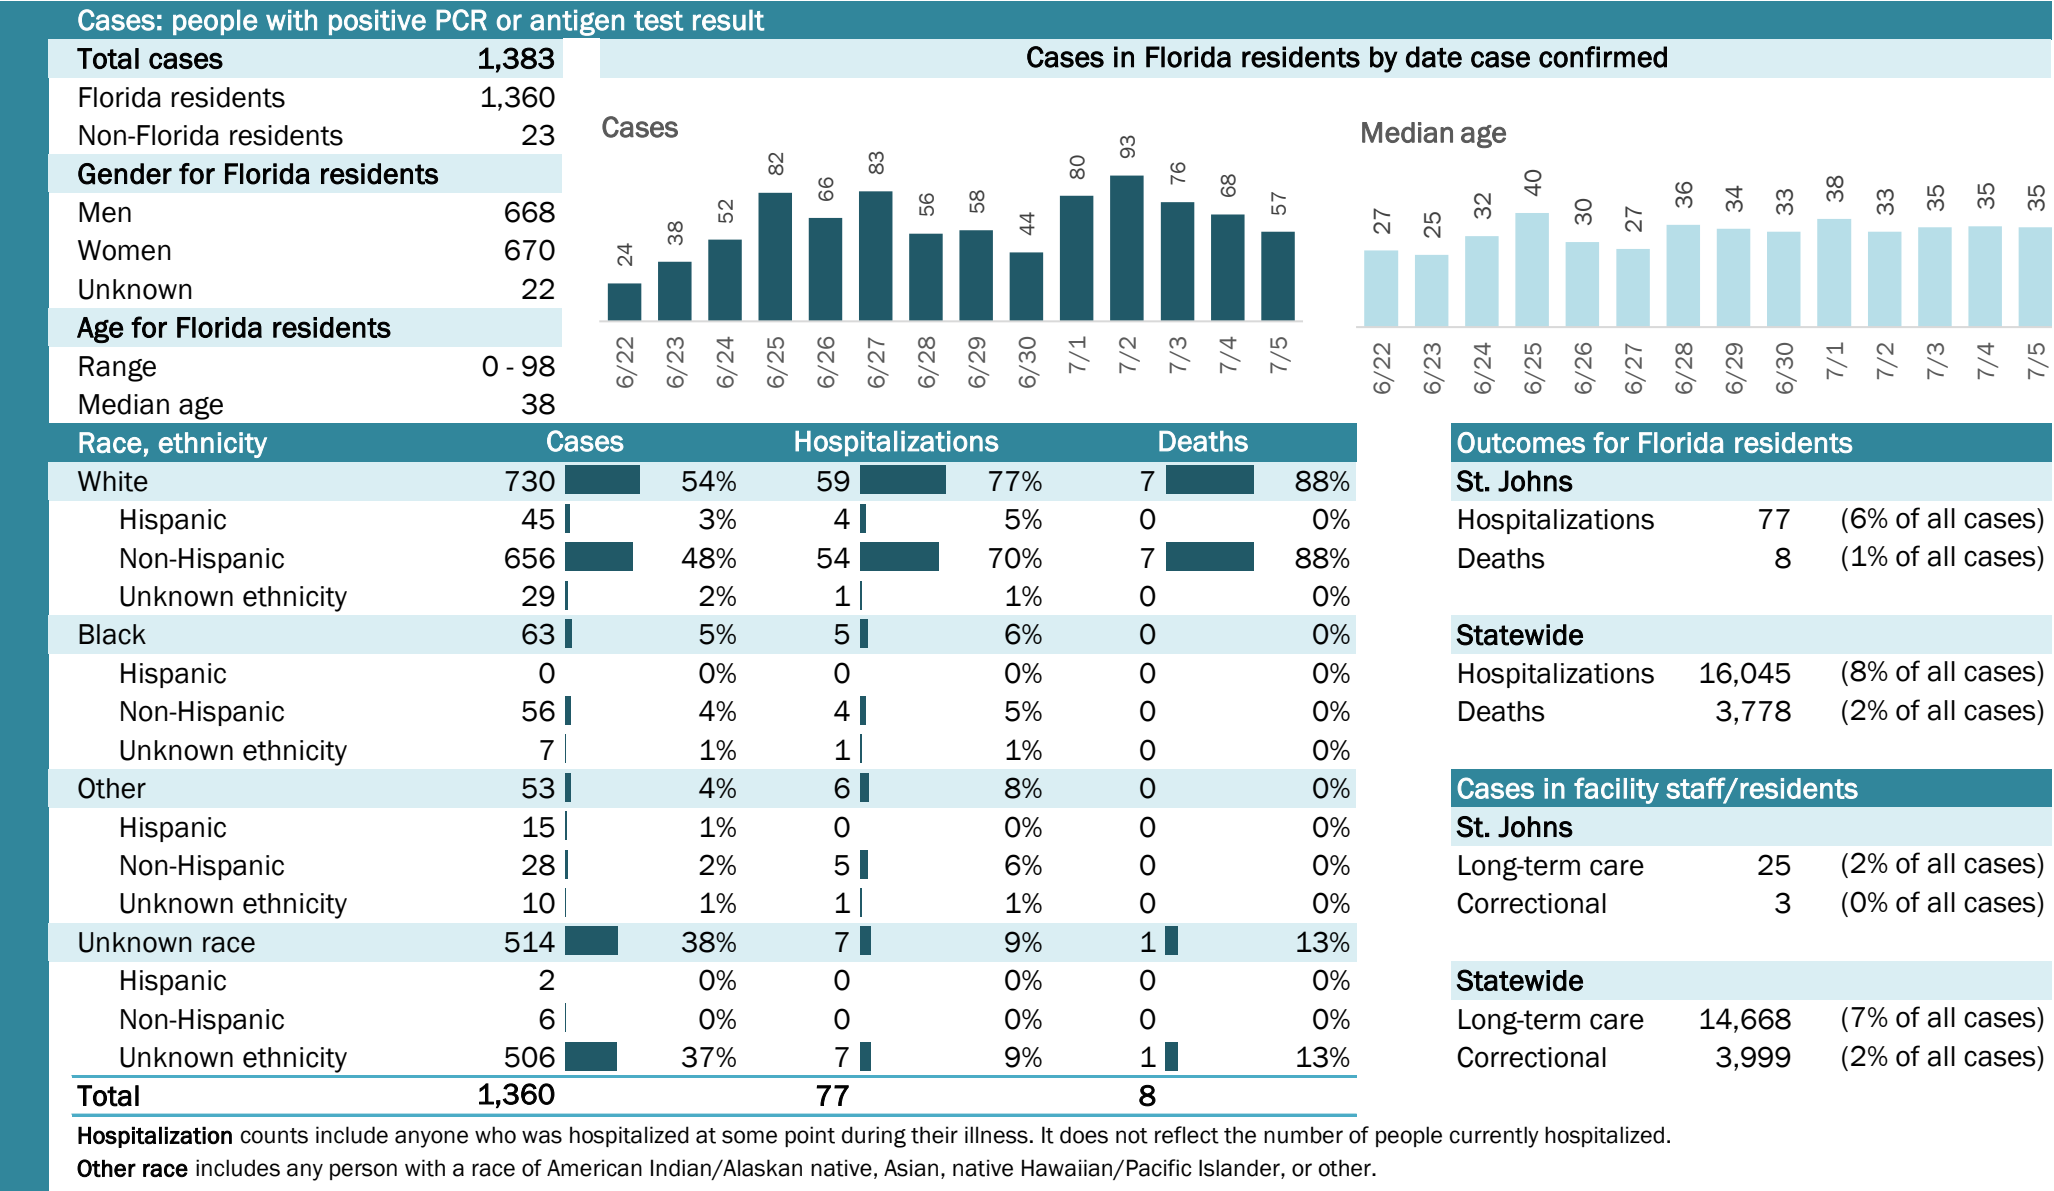 Cases: people with positive PCR or antigen test result
Total cases 1,383
Florida residents 1,360
Non-Florida residents 23
Gender for Florida residents
Men 668
Women 670
Unknown 22
Age for Florida residents
Range 0 - 98
Median age 38
Cases in Florida residents by date case confirmed
Cases
24 38 52 82 66 83 56 58 44 80 93 76 68 57
6/22 6/23 6/24 6/25 6/26 6/27 6/28 6/29 6/30 7/1 7/2 7/3 7/4 7/5
Median age
27 25 32 40 30 27 36 34 33 38 33 35 35 35
6/22 6/23 6/24 6/25 6/26 6/27 6/28 6/29 6/30 7/1 7/2 7/3 7/4 7/5
Race, ethnicity Cases Hospitalizations Deaths
White 730 54% 59 77% 7 88%
Hispanic 45 3% 4 5% 0 0%
Non-Hispanic 656 48% 54 70% 7 88%
Unknown ethnicity 29 2% 1 1% 0 0%
Black 63 5% 5 6% 0 0%
Hispanic 0 0% 0 0% 0 0%
Non-Hispanic 56 4% 4 5% 0 0%
Unknown ethnicity 7 1% 1 1% 0 0%
Other 53 4% 6 8% 0 0%
Hispanic 15 1% 0 0% 0 0%
Non-Hispanic 28 2% 5 6% 0 0%
Unknown ethnicity 10 1% 1 1% 0 0%
Unknown race 514 38% 7 9% 1 13%
Hispanic 2 0% 0 0% 0 0%
Non-Hispanic 6 0% 0 0% 0 0%
Unknown ethnicity 506 37% 7 9% 1 13%
Total 1,360 77 8
Outcomes for Florida residents
St. Johns
Hospitalizations 77 (6% of all cases)
Deaths 8 (1% of all cases)
Statewide
Hospitalizations 16,045 (8% of all cases)
Deaths 3,778 (2% of all cases)
Cases in facility staff/residents
St. Johns
Long-term care 25 (2% of all cases)
Correctional 3 (0% of all cases)
Statewide
Long-term care 14,668 (7% of all cases)
Correctional 3,999 (2% of all cases)
Hospitalization counts include anyone who was hospitalized at some point during their illness. It does not reflect the number of people currently hospitalized.
Other race includes any person with a race of American Indian/Alaskan native, Asian, native Hawaiian/Pacific Islander, or other.